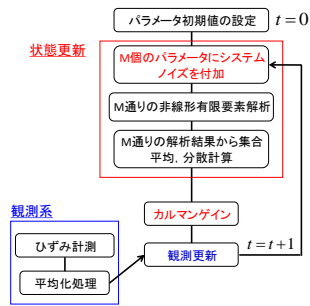 パラメータ初期値の設定
t=0
状態更新
M個のパラメータにシステム
ノイズを付加
M通りの非線形有限要素解析
M通りの解析結果から集合
平均，分散計算
カルマンゲイン
観測系
ひずみ計測
平均化処理
観測更新
t=t+1